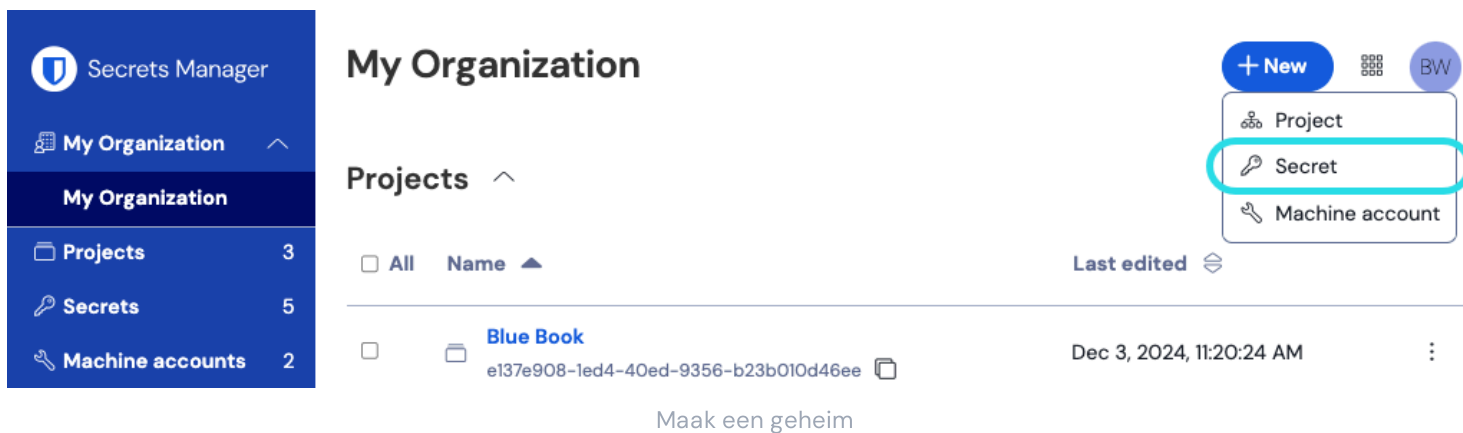 Secrets Manager
My Organization
My Organization
Projects 3
Secrets 5
Machine accounts 2
My Organization
+ New
BW
Project
Secret
Machine account
Projects
All Name Last edited
Blue Book
e137e908-1ed4-40ed-9356-b23b010d46ee
Dec 3, 2024, 11:20:24 AM
Maak een geheim